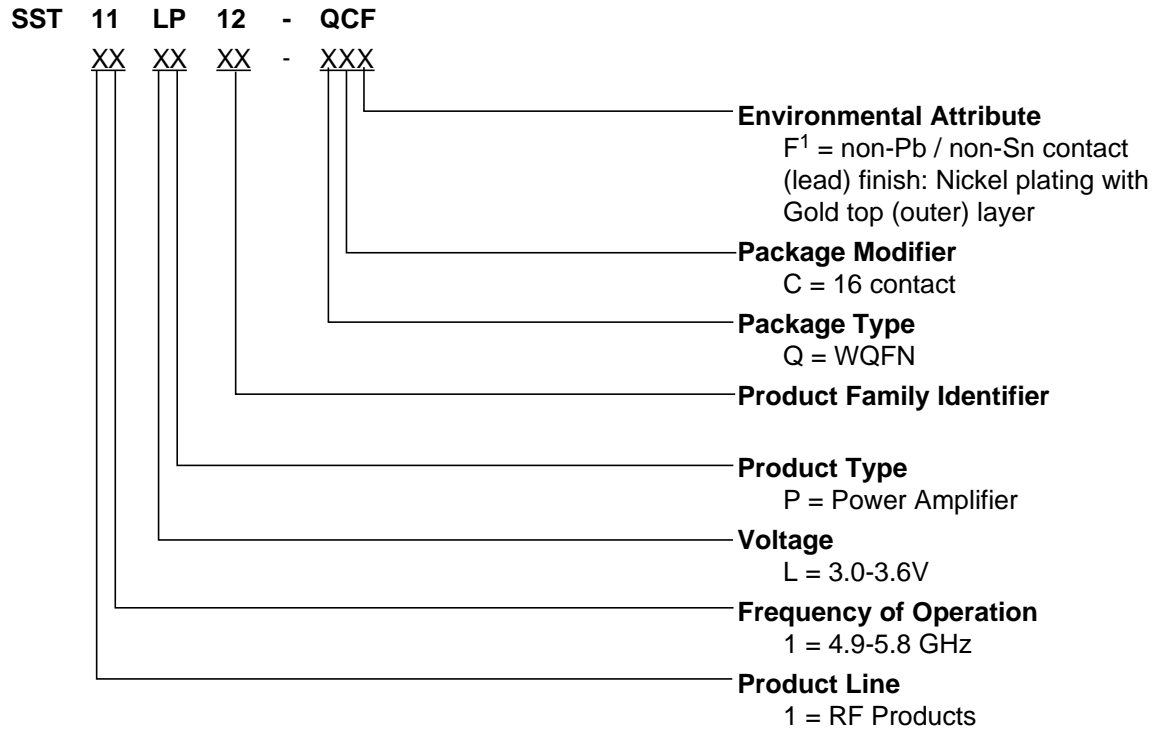 SST 11 LP 12 - QCF
XX XX XX - XXX
Environmental Attribute
F1 = non-Pb / non-Sn contact
(lead) finish: Nickel plating with
Gold top (outer) layer
Package Modifier
C = 16 contact
Package Type
Q = WQFN
Product Family Identifier
Product Type
P = Power Amplifier
Voltage
L = 3.0-3.6V
Frequency of Operation
1 = 4.9-5.8 GHz
Product Line
1 = RF Products